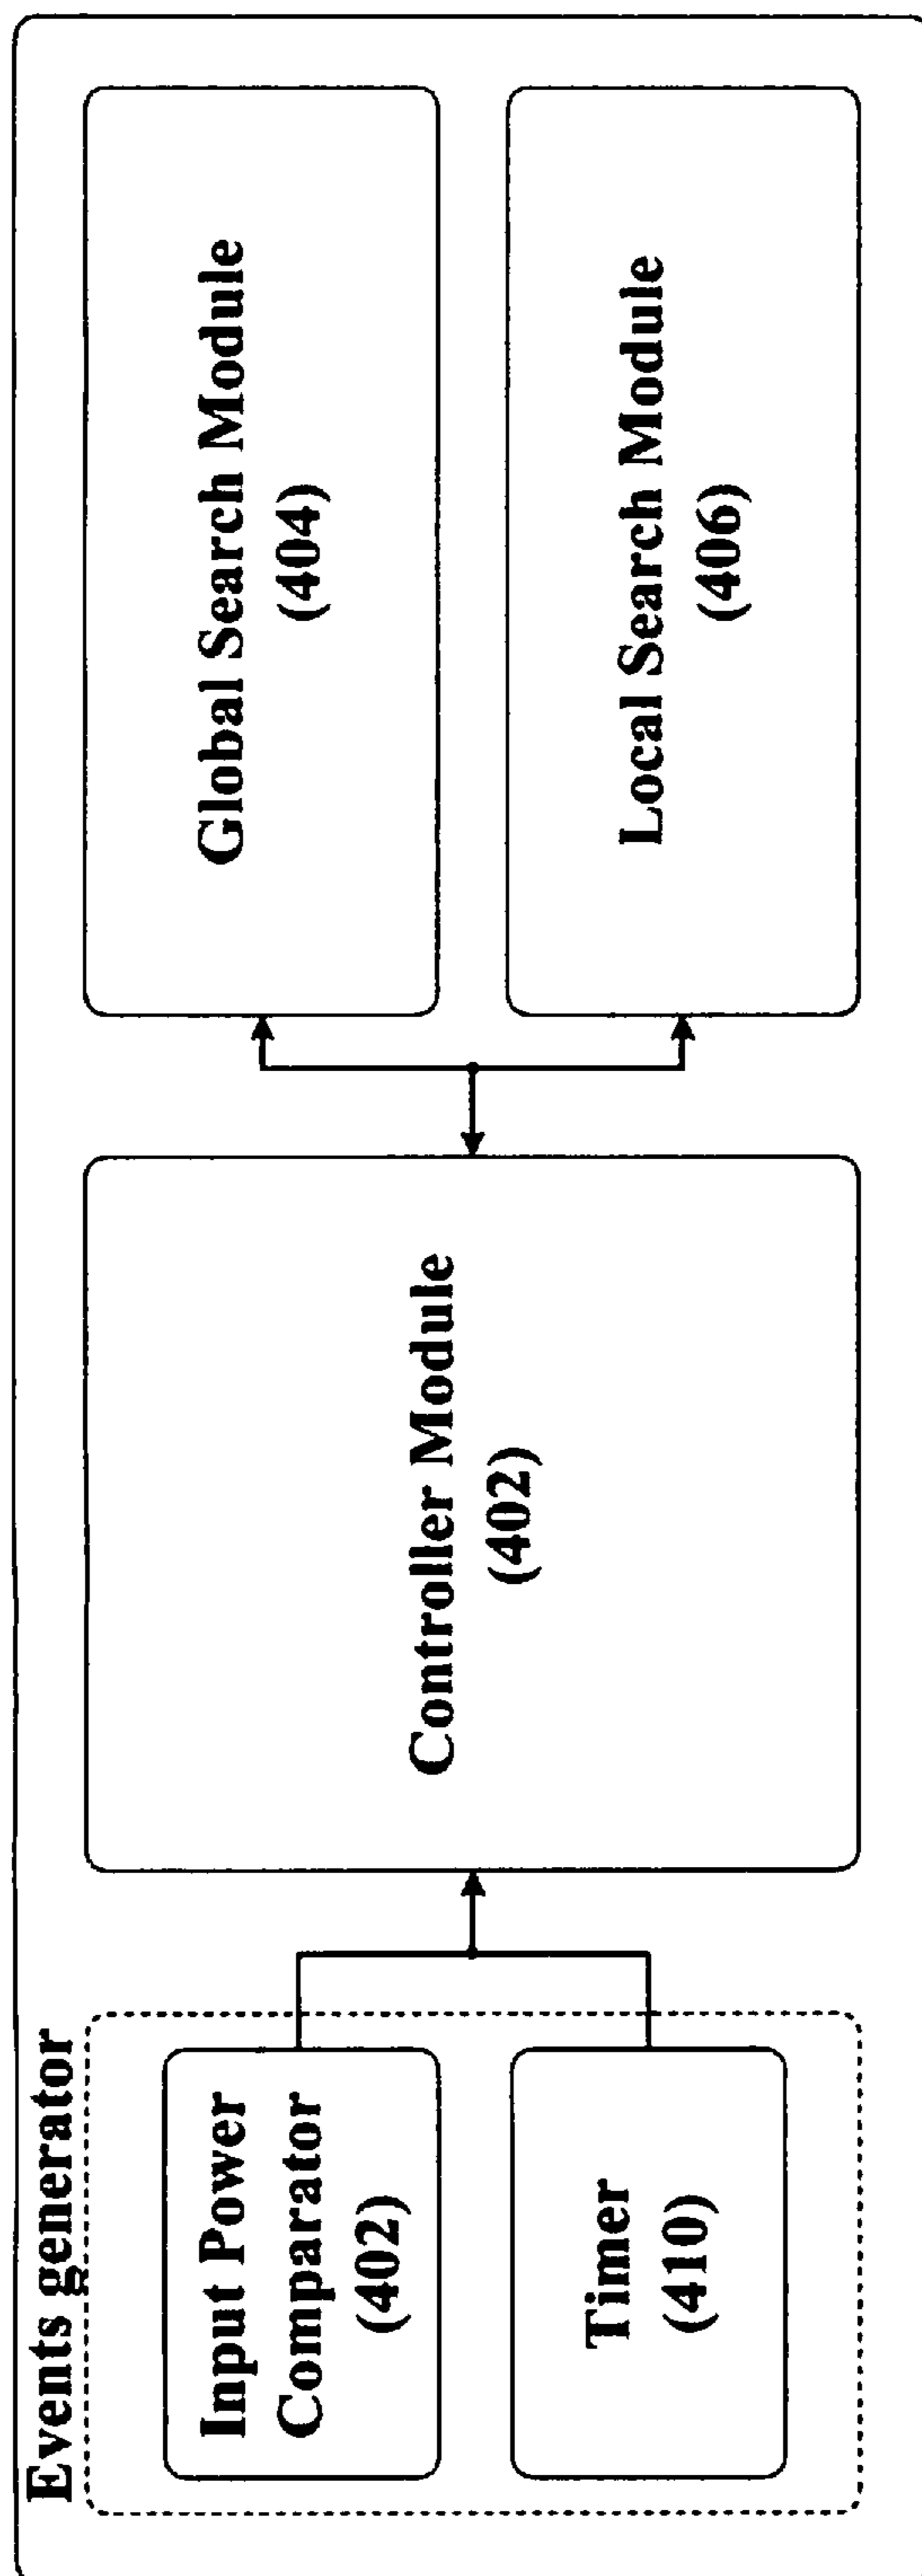 Events generator
Input Power
Comparator
(402)
Timer
(410)
Controller Module
(402)
Global Search Module
(404)
Local Search Module
(406)